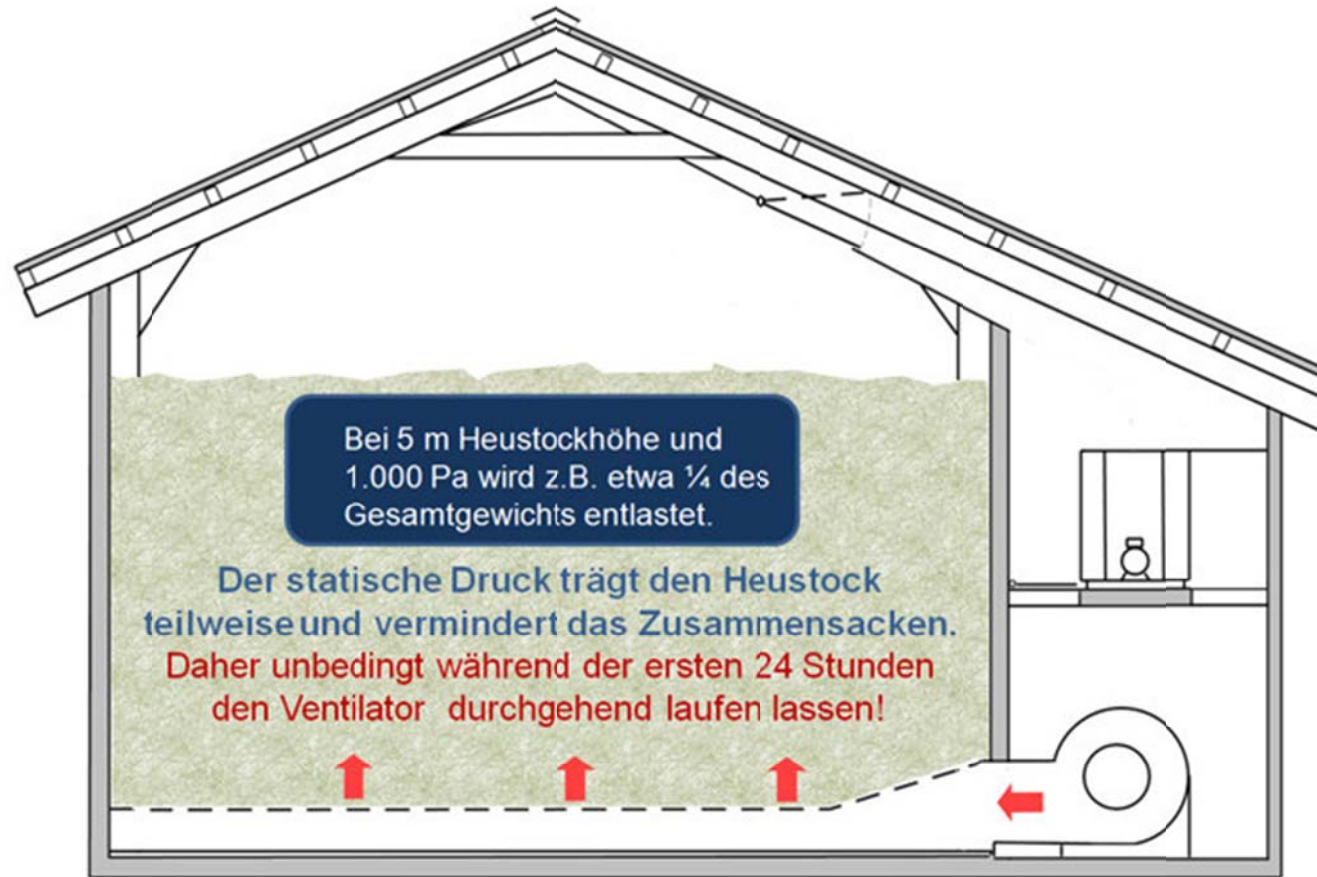 Bei 5 m Heustockhöhe und
1.000 Pa wird z.B. etwa ¼ des
Gesamtgewichts entlastet.
Der statische Druck trägt den Heustock
teilweise und vermindert das Zusammensacken.
Daher unbedingt während der ersten 24 Stunden
den Ventilator durchgehend laufen lassen!